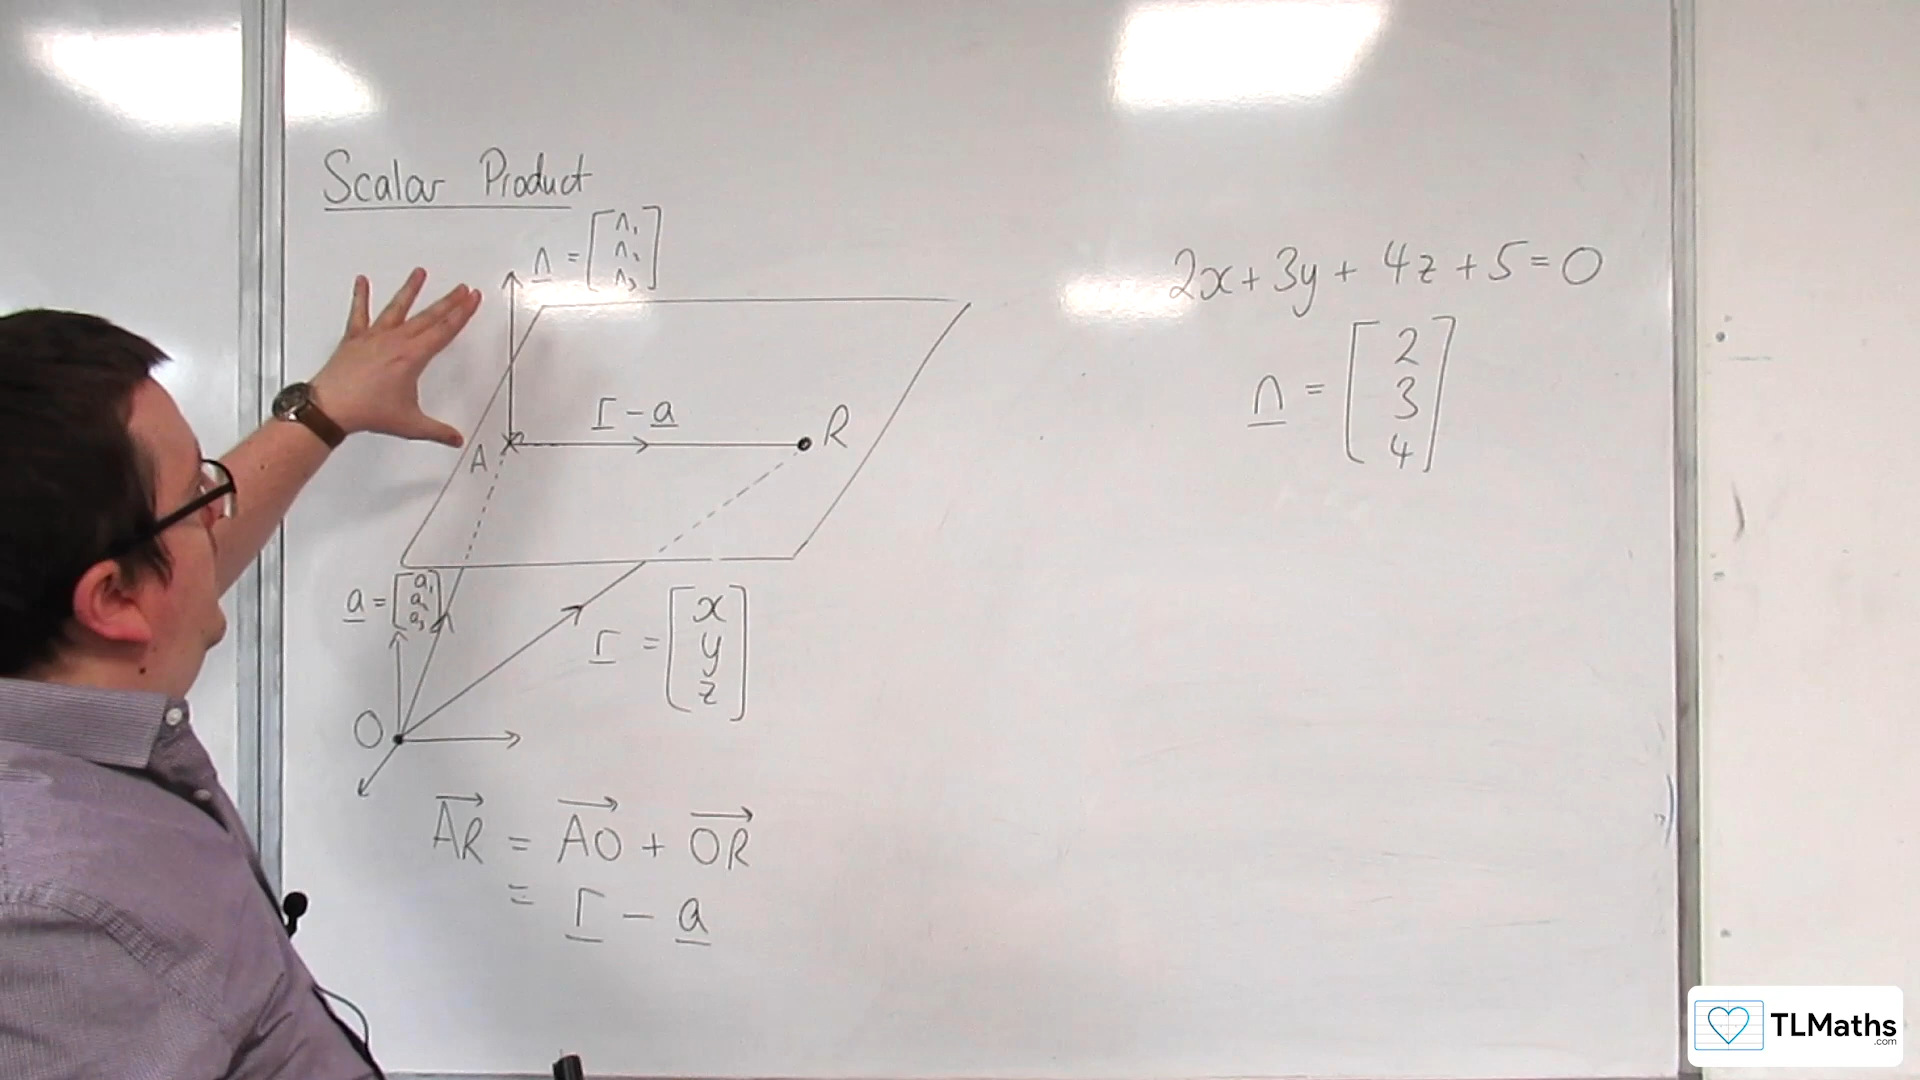 Scalar Product
n = [n₁ n₂ n₃]
r - a
A
R
a = [a₁ a₂ a₃]
r = [x y z]
O
AR = AO + OR
= r - a
2x + 3y + 4z + 5 = 0
n = [2 3 4]
TLMaths
.com